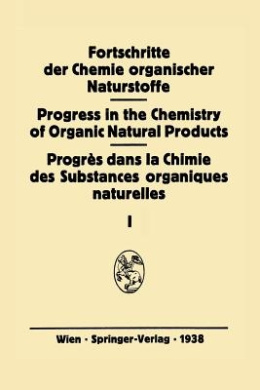 Fortschritte
der Chemie organischer
Naturstoffe
Progress in the Chemistry
of Organic Natural Products
Progrès dans la Chimie
des Substances organiques
naturelles
I
Wien · Springer-Verlag · 1938